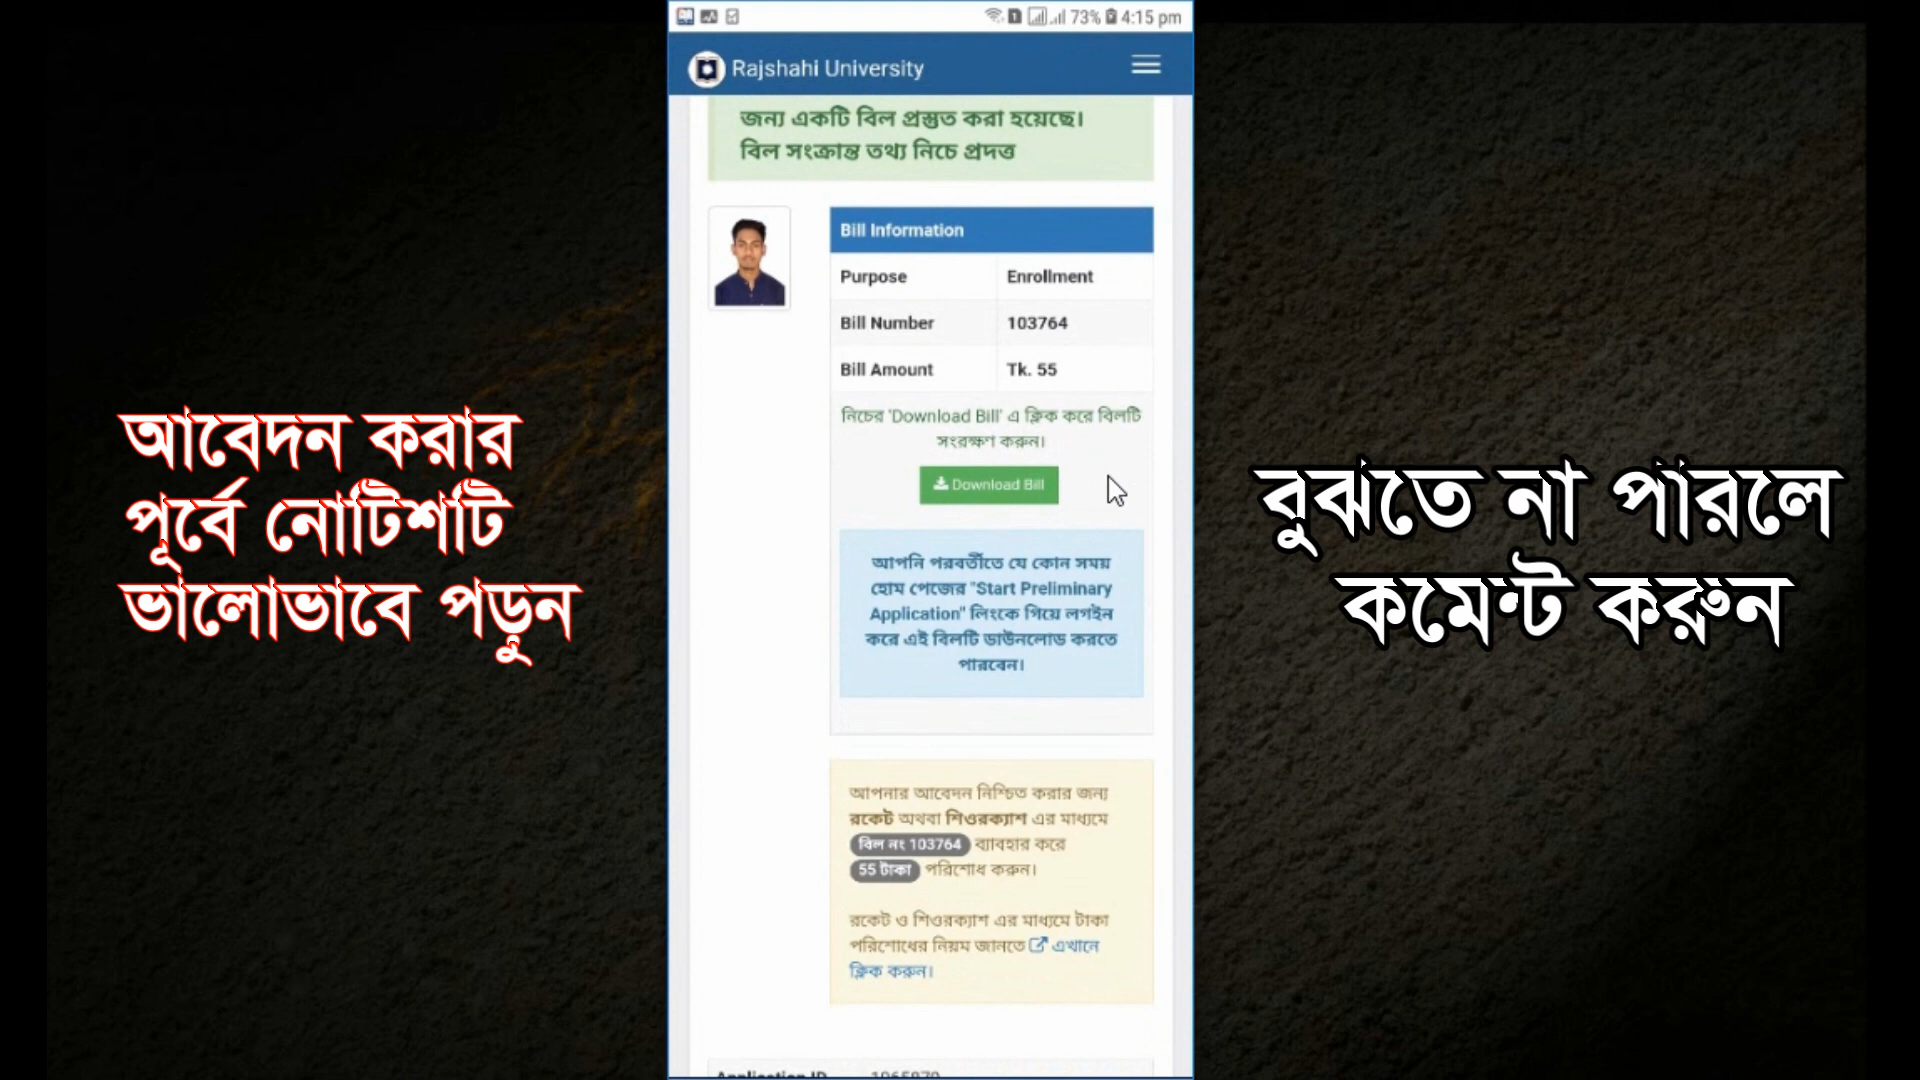 73% 4:15 pm
Rajshahi University
জন্য একটি বিল প্রস্তুত করা হয়েছে।
বিল সংক্রান্ত তথ্য নিচে প্রদত্ত
Bill Information
Purpose Enrollment
Bill Number 103764
Bill Amount Tk. 55
নিচের 'Download Bill' এ ক্লিক করে বিলটি
সংরক্ষণ করুন।
Download Bill
আপনি পরবর্তীতে যে কোন সময়
হোম পেজের "Start Preliminary
Application" লিংকে গিয়ে লগইন
করে এই বিলটি ডাউনলোড করতে
পারবেন।
আপনার আবেদন নিশ্চিত করার জন্য
রকেট অথবা শিওরক্যাশ এর মাধ্যমে
বিল নং 103764 ব্যাবহার করে
55 টাকা পরিশোধ করুন।
রকেট ও শিওরক্যাশ এর মাধ্যমে টাকা
পরিশোধের নিয়ম জানতে এখানে
ক্লিক করুন।
Application ID
আবেদন করার
পূর্বে নোটিশটি
ভালোভাবে পড়ুন
বুঝতে না পারলে
কমেন্ট করুন